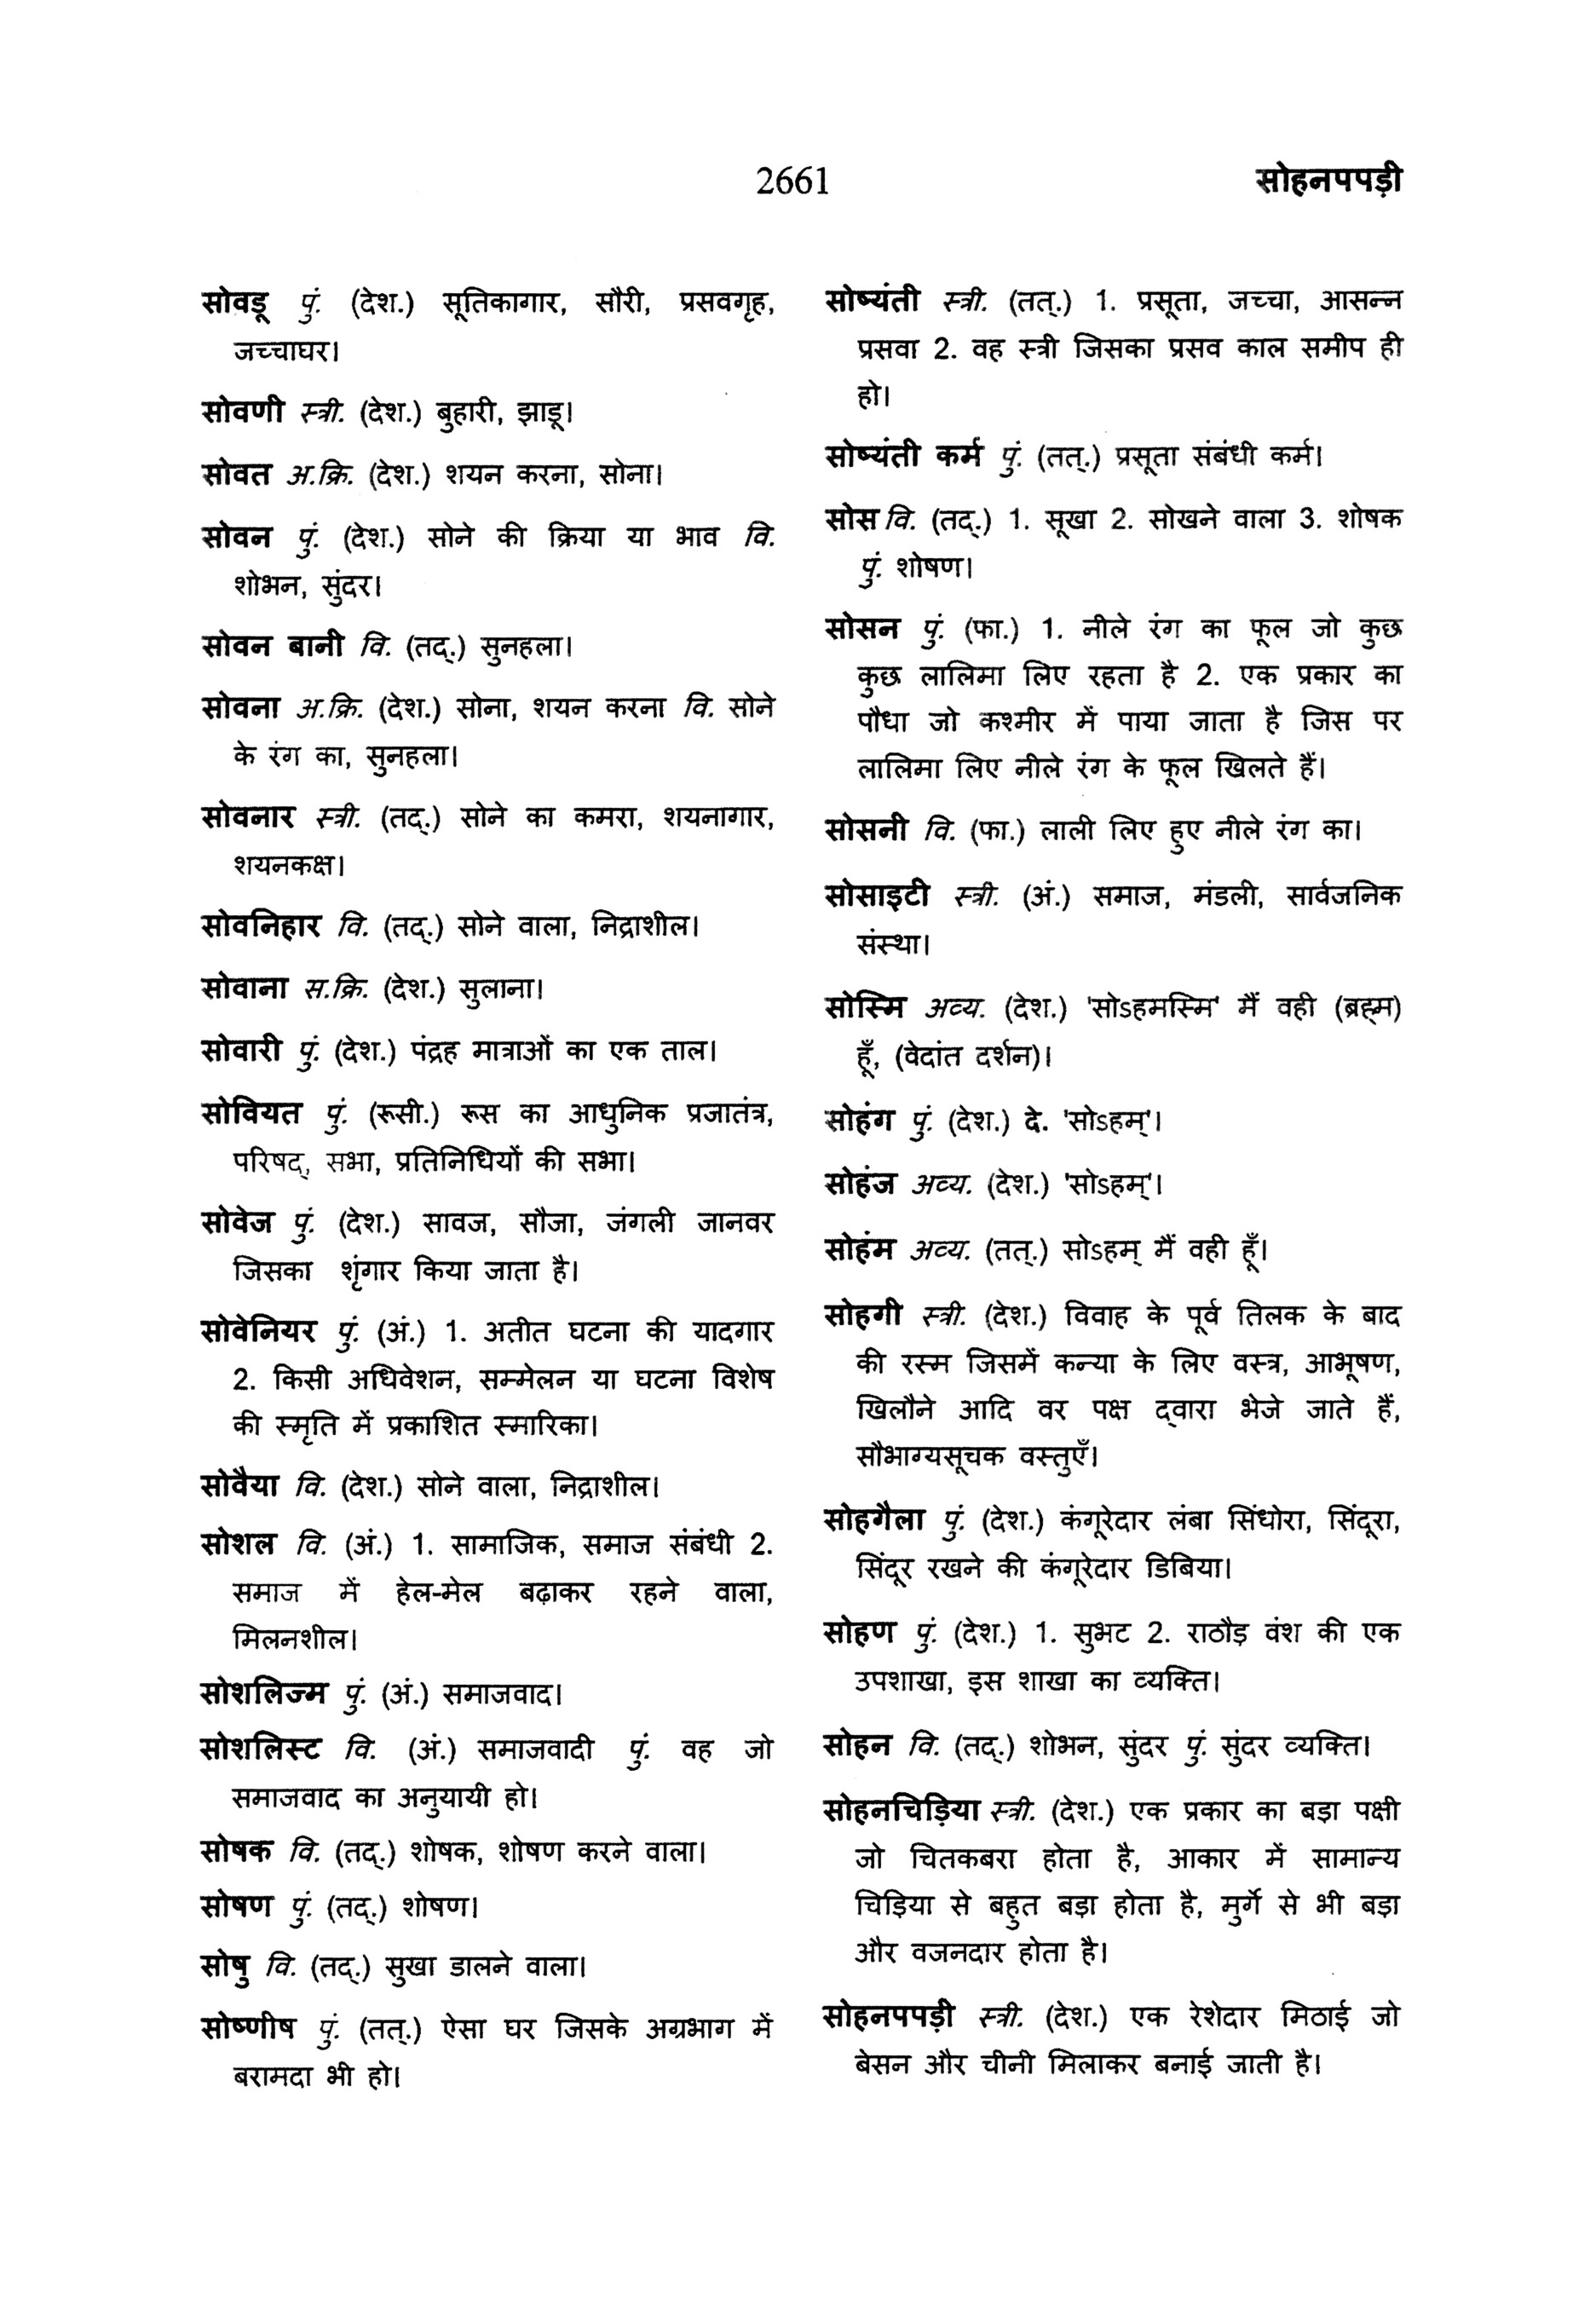 2661
सोहनपपड़ी
सोवडू पुं. (देश.) सूतिकागार, सौरी, प्रसवगृह,
जच्चाघर।
सोवणी स्त्री. (देश.) बुहारी, झाडू।
सोवत अ.क्रि. (देश.) शयन करना, सोना।
सोवन पुं. (देश.) सोने की क्रिया या भाव वि.
शोभन, सुंदर।
सोवन बानी वि. (तद्.) सुनहला।
सोवना अ.क्रि. (देश.) सोना, शयन करना वि. सोने
के रंग का, सुनहला।
सोवनार स्त्री. (तद्.) सोने का कमरा, शयनागार,
शयनकक्ष।
सोवनिहार वि. (तद्.) सोने वाला, निद्राशील।
सोवाना स.क्रि. (देश.) सुलाना।
सोवारी पुं. (देश.) पंद्रह मात्राओं का एक ताल।
सोवियत पुं. (रूसी.) रूस का आधुनिक प्रजातंत्र,
परिषद्, सभा, प्रतिनिधियों की सभा।
सोवेज पुं. (देश.) सावज, सौजा, जंगली जानवर
जिसका शृंगार किया जाता है।
सोवेनियर पुं. (अं.) 1. अतीत घटना की यादगार
2. किसी अधिवेशन, सम्मेलन या घटना विशेष
की स्मृति में प्रकाशित स्मारिका।
सोवैया वि. (देश.) सोने वाला, निद्राशील।
सोशल वि. (अं.) 1. सामाजिक, समाज संबंधी 2.
समाज में हेल-मेल बढ़ाकर रहने वाला,
मिलनशील।
सोशलिज्म पुं. (अं.) समाजवाद।
सोशलिस्ट वि. (अं.) समाजवादी पुं. वह जो
समाजवाद का अनुयायी हो।
सोषक वि. (तद्.) शोषक, शोषण करने वाला।
सोषण पुं. (तद्.) शोषण।
सोषु वि. (तद्.) सुखा डालने वाला।
सोष्णीष पुं. (तत्.) ऐसा घर जिसके अग्रभाग में
बरामदा भी हो।
सोष्यंती स्त्री. (तत्.) 1. प्रसूता, जच्चा, आसन्न
प्रसवा 2. वह स्त्री जिसका प्रसव काल समीप ही
हो।
सोष्यंती कर्म पुं. (तत्.) प्रसूता संबंधी कर्म।
सोस वि. (तद्.) 1. सूखा 2. सोखने वाला 3. शोषक
पुं. शोषण।
सोसन पुं. (फा.) 1. नीले रंग का फूल जो कुछ
कुछ लालिमा लिए रहता है 2. एक प्रकार का
पौधा जो कश्मीर में पाया जाता है जिस पर
लालिमा लिए नीले रंग के फूल खिलते हैं।
सोसनी वि. (फा.) लाली लिए हुए नीले रंग का।
सोसाइटी स्त्री. (अं.) समाज, मंडली, सार्वजनिक
संस्था।
सोस्मि अव्य. (देश.) 'सोऽहमस्मि' मैं वही (ब्रह्म)
हूँ, (वेदांत दर्शन)।
सोहंग पुं. (देश.) दे. 'सोऽहम्'।
सोहंज अव्य. (देश.) 'सोऽहम्'।
सोहंम अव्य. (तत्.) सोऽहम् मैं वही हूँ।
सोहगी स्त्री. (देश.) विवाह के पूर्व तिलक के बाद
की रस्म जिसमें कन्या के लिए वस्त्र, आभूषण,
खिलौने आदि वर पक्ष द्वारा भेजे जाते हैं,
सौभाग्यसूचक वस्तुएँ।
सोहगैला पुं. (देश.) कंगूरेदार लंबा सिंधोरा, सिंदूरा,
सिंदूर रखने की कंगूरेदार डिबिया।
सोहण पुं. (देश.) 1. सुभट 2. राठौड़ वंश की एक
उपशाखा, इस शाखा का व्यक्ति।
सोहन वि. (तद्.) शोभन, सुंदर पुं. सुंदर व्यक्ति।
सोहनचिड़िया स्त्री. (देश.) एक प्रकार का बड़ा पक्षी
जो चितकबरा होता है, आकार में सामान्य
चिड़िया से बहुत बड़ा होता है, मुर्गे से भी बड़ा
और वजनदार होता है।
सोहनपपड़ी स्त्री. (देश.) एक रेशेदार मिठाई जो
बेसन और चीनी मिलाकर बनाई जाती है।